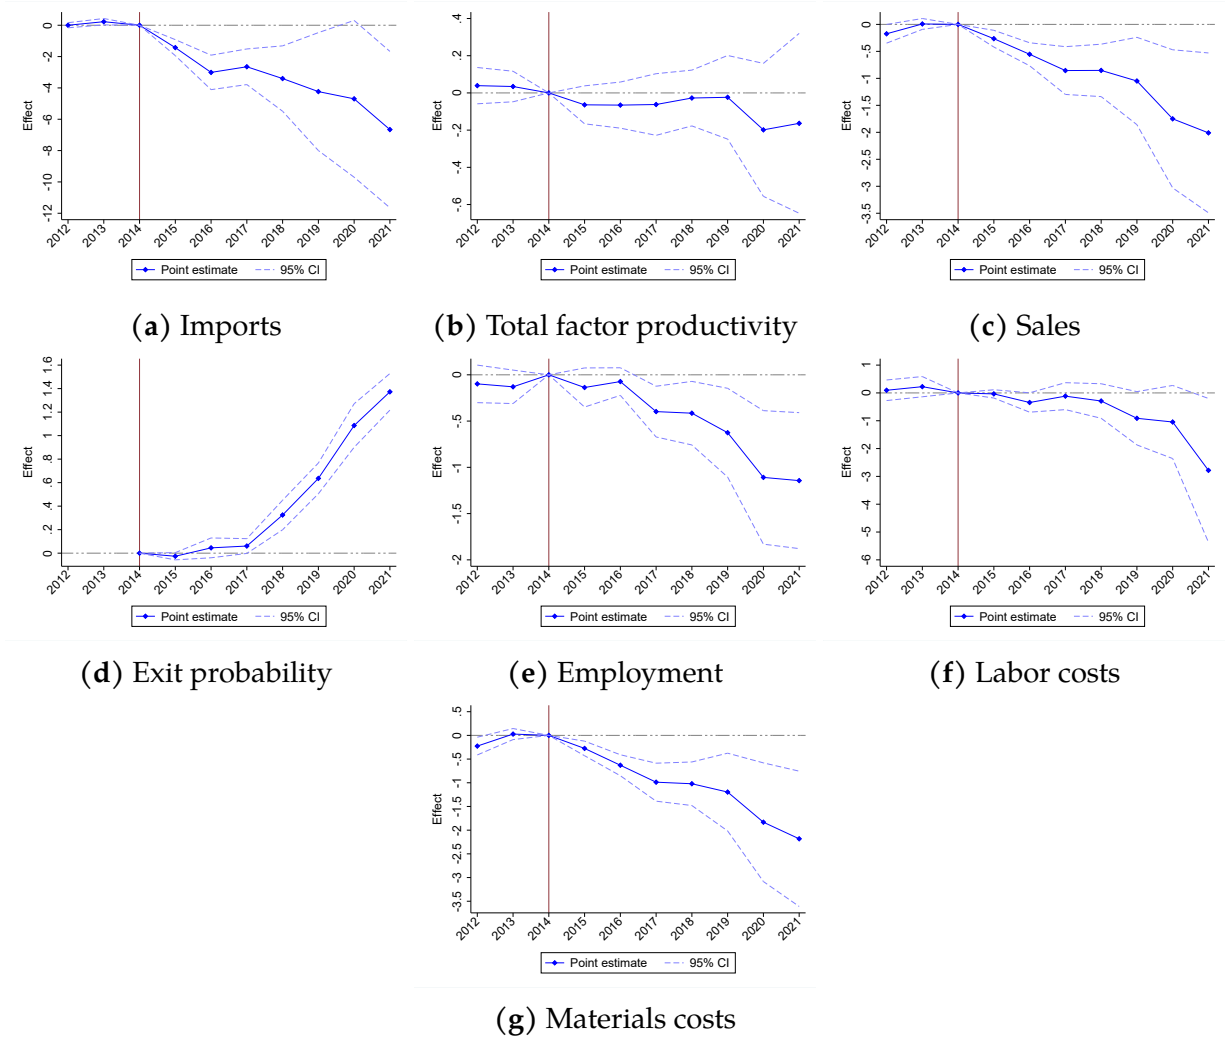 Effect
0
-2
-4
-6
-8
-10
-12
2012 2013 2014 2015 2016 2017 2018 2019 2020 2021
Point estimate 95% CI
(a) Imports
Effect
.4
.2
0
-.2
-.4
-.6
2012 2013 2014 2015 2016 2017 2018 2019 2020 2021
Point estimate 95% CI
(b) Total factor productivity
Effect
0
-.5
-1
-1.5
-2
-2.5
-3
-3.5
2012 2013 2014 2015 2016 2017 2018 2019 2020 2021
Point estimate 95% CI
(c) Sales
Effect
1.6
1.4
1.2
1
.8
.6
.4
.2
0
2012 2013 2014 2015 2016 2017 2018 2019 2020 2021
Point estimate 95% CI
(d) Exit probability
Effect
0
-.5
-1
-1.5
-2
2012 2013 2014 2015 2016 2017 2018 2019 2020 2021
Point estimate 95% CI
(e) Employment
Effect
1
0
-1
-2
-3
-4
-5
-6
2012 2013 2014 2015 2016 2017 2018 2019 2020 2021
Point estimate 95% CI
(f) Labor costs
Effect
.5
0
-.5
-1
-1.5
-2
-2.5
-3
-3.5
2012 2013 2014 2015 2016 2017 2018 2019 2020 2021
Point estimate 95% CI
(g) Materials costs